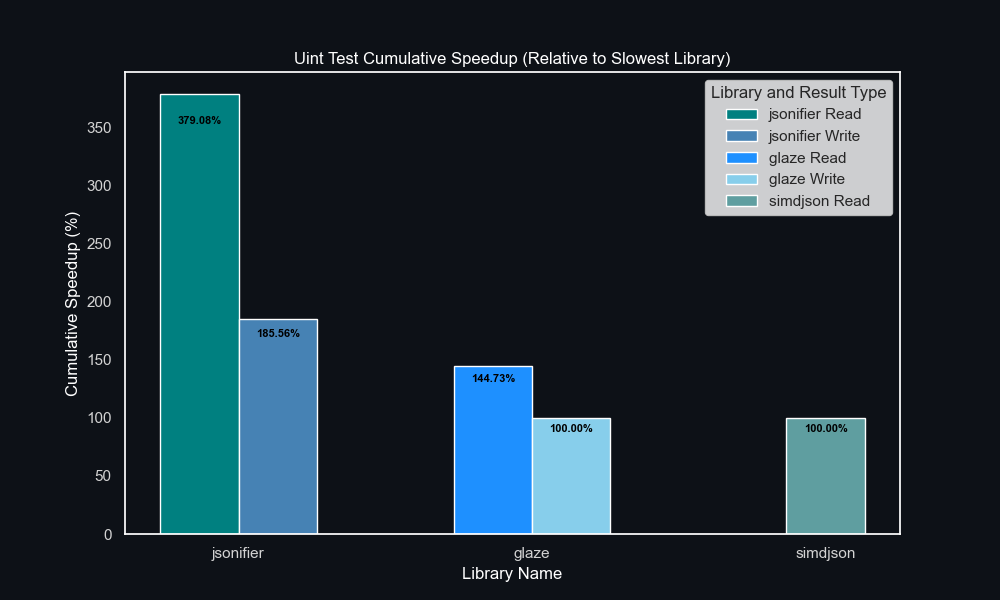 Uint Test Cumulative Speedup (Relative to Slowest Library)
Library and Result Type
jsonifier Read
jsonifier Write
glaze Read
glaze Write
simdjson Read
Cumulative Speedup (%)
350
300
250
200
150
100
50
0
379.08%
185.56%
144.73%
100.00%
100.00%
jsonifier
glaze
simdjson
Library Name